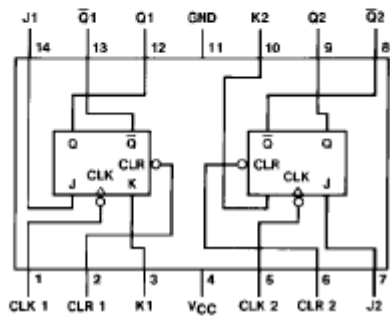 J1 Q̅1 Q1 GND K2 Q2 Q̅2
14 13 12 11 10 9 8
Q Q̅ Q̅ Q
CLR CLR
CLK CLK
J K J
1 2 3 4 5 6 7
CLK 1 CLR 1 K1 VCC CLK 2 CLR 2 J2